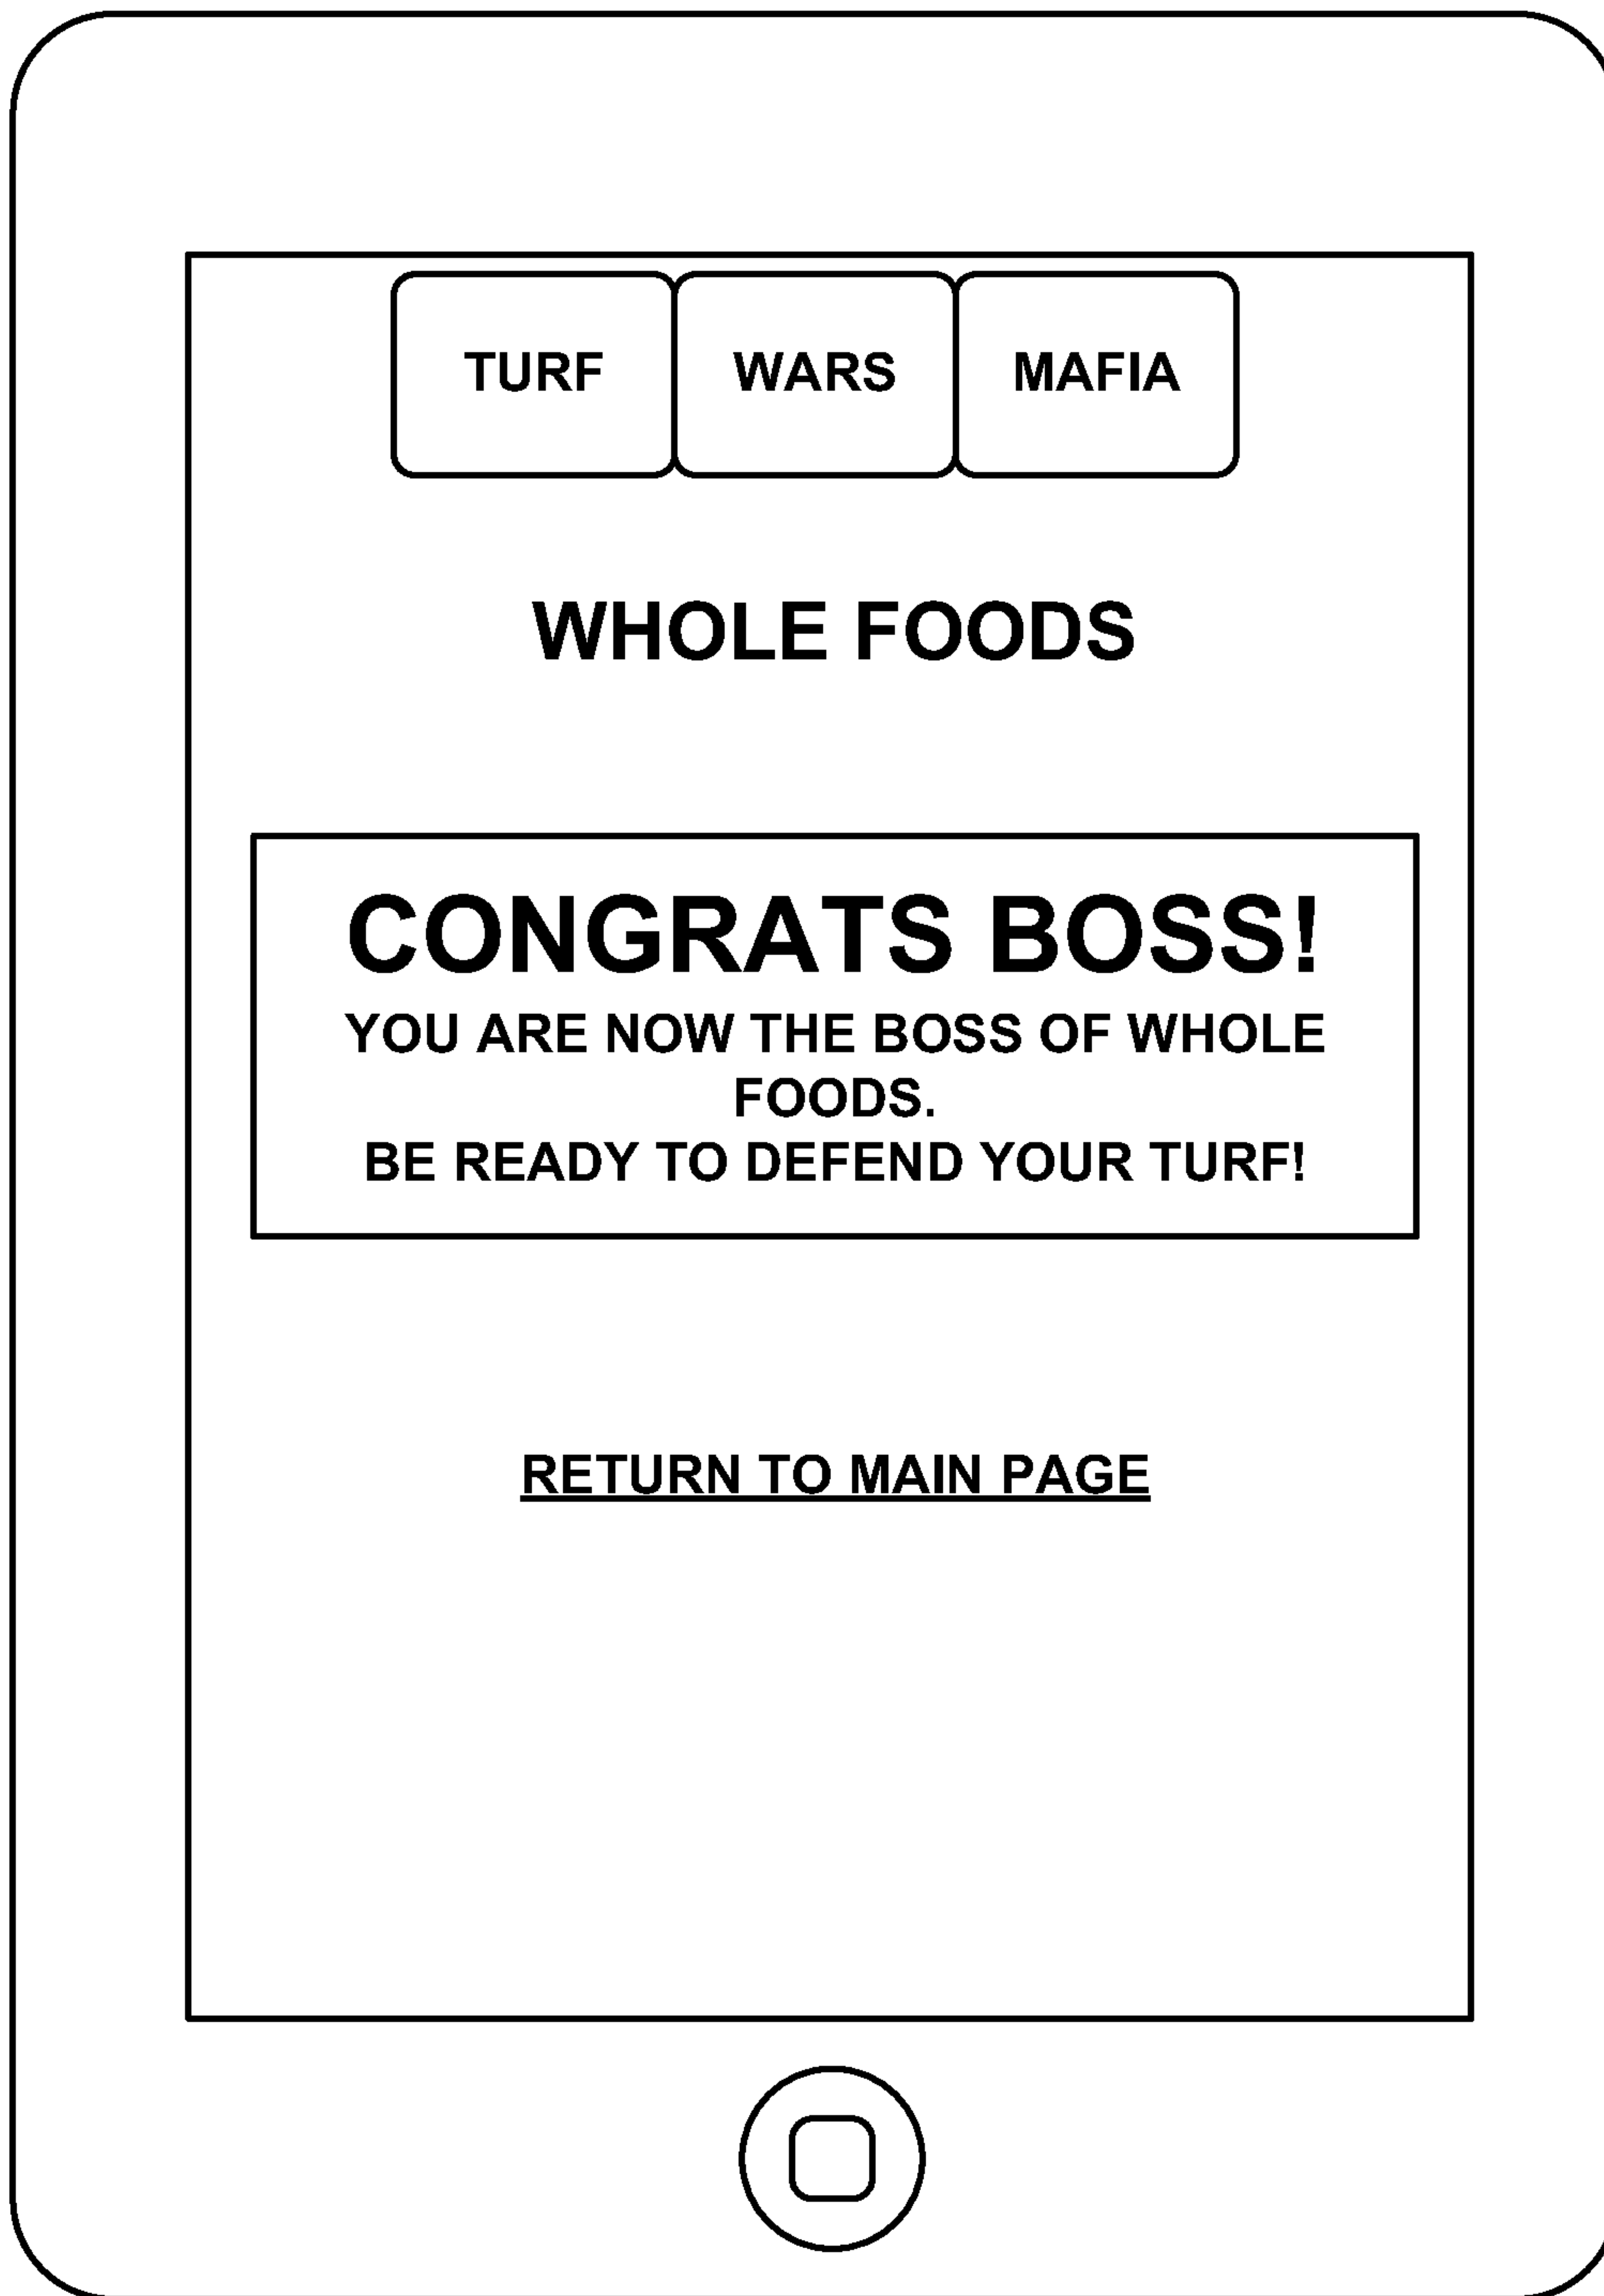 TURF WARS MAFIA
WHOLE FOODS
CONGRATS BOSS!
YOU ARE NOW THE BOSS OF WHOLE
FOODS.
BE READY TO DEFEND YOUR TURF!
RETURN TO MAIN PAGE